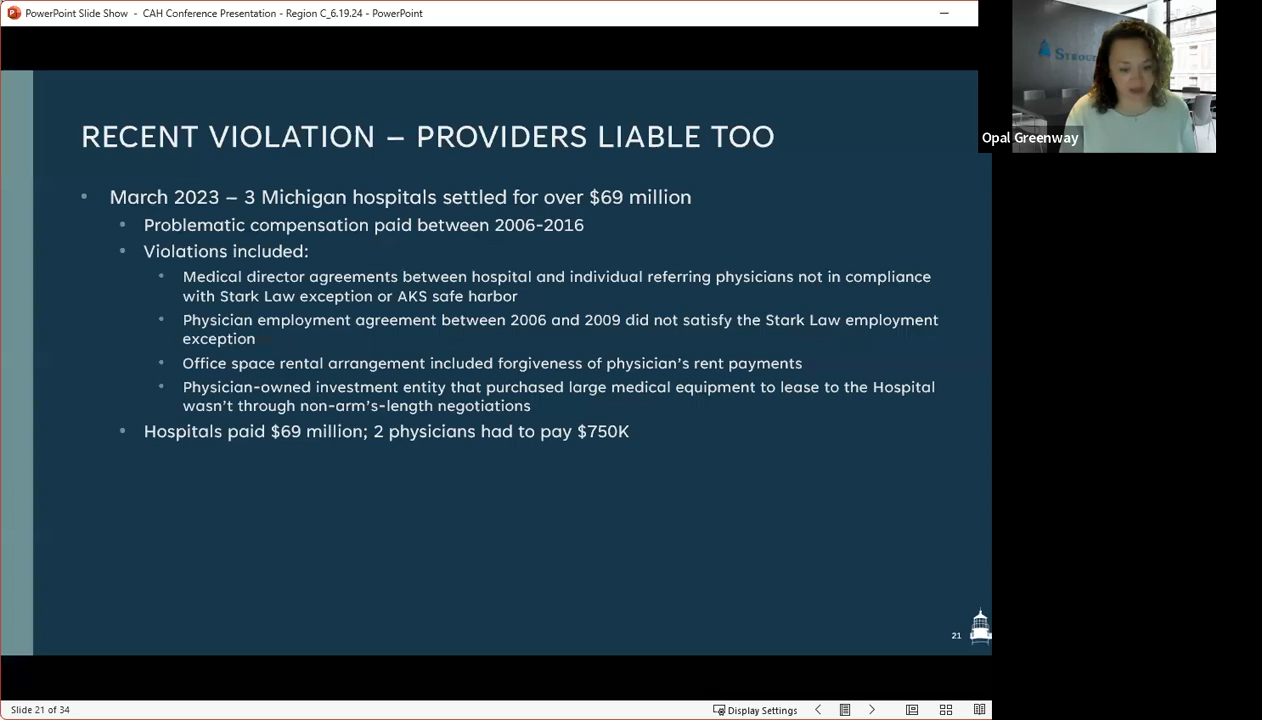 PowerPoint Slide Show - CAH Conference Presentation - Region C_6.19.24 - PowerPoint
Opal Greenway
RECENT VIOLATION – PROVIDERS LIABLE TOO
• March 2023 – 3 Michigan hospitals settled for over $69 million
• Problematic compensation paid between 2006-2016
• Violations included:
• Medical director agreements between hospital and individual referring physicians not in compliance
with Stark Law exception or AKS safe harbor
• Physician employment agreement between 2006 and 2009 did not satisfy the Stark Law employment
exception
• Office space rental arrangement included forgiveness of physician's rent payments
• Physician-owned investment entity that purchased large medical equipment to lease to the Hospital
wasn't through non-arm's-length negotiations
• Hospitals paid $69 million; 2 physicians had to pay $750K
21
Slide 21 of 34
Display Settings